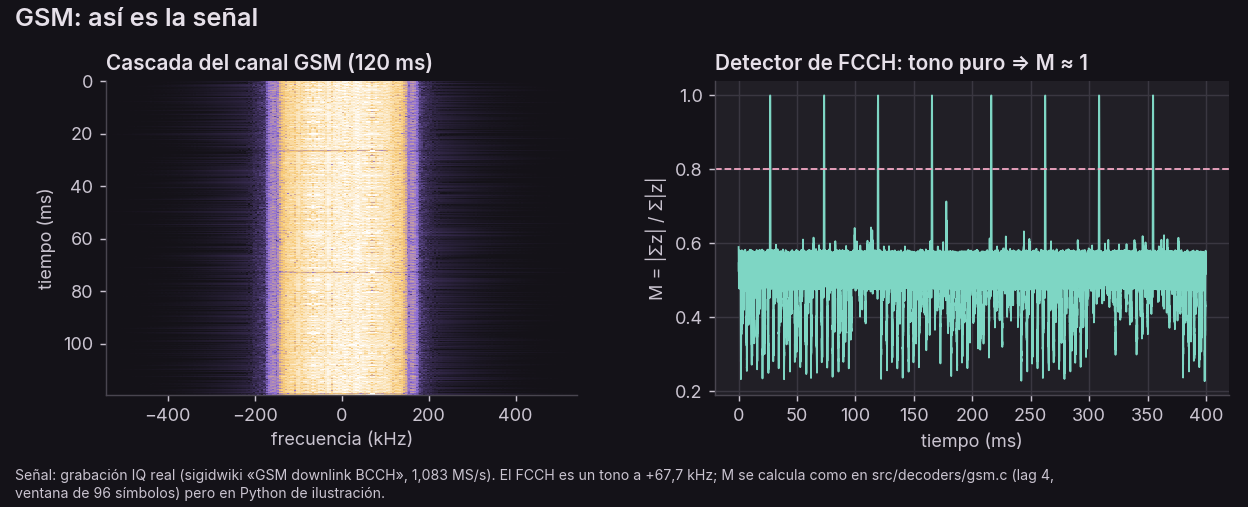 GSM: así es la señal
Cascada del canal GSM (120 ms)
0
20
40
60
80
100
tiempo (ms)
−400
−200
0
200
400
frecuencia (kHz)
Detector de FCCH: tono puro ⇒ M ≈ 1
1.0
0.8
0.6
0.4
0.2
M = |Σz| / Σ|z|
0
50
100
150
200
250
300
350
400
tiempo (ms)
Señal: grabación IQ real (sigidwiki «GSM downlink BCCH», 1,083 MS/s). El FCCH es un tono a +67,7 kHz; M se calcula como en src/decoders/gsm.c (lag 4,
ventana de 96 símbolos) pero en Python de ilustración.